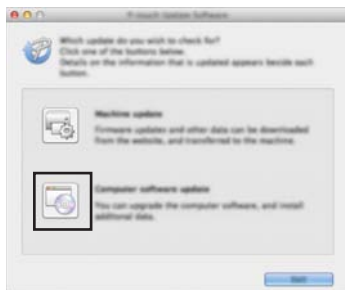 P-touch Update Software
Which update do you wish to check for?
Click one of the buttons below.
Details on the information that is updated appears beside each
button.
Machine update
Firmware updates and other data can be downloaded
from the website, and transferred to the machine.
Computer software update
You can upgrade the computer software, and install
additional data.